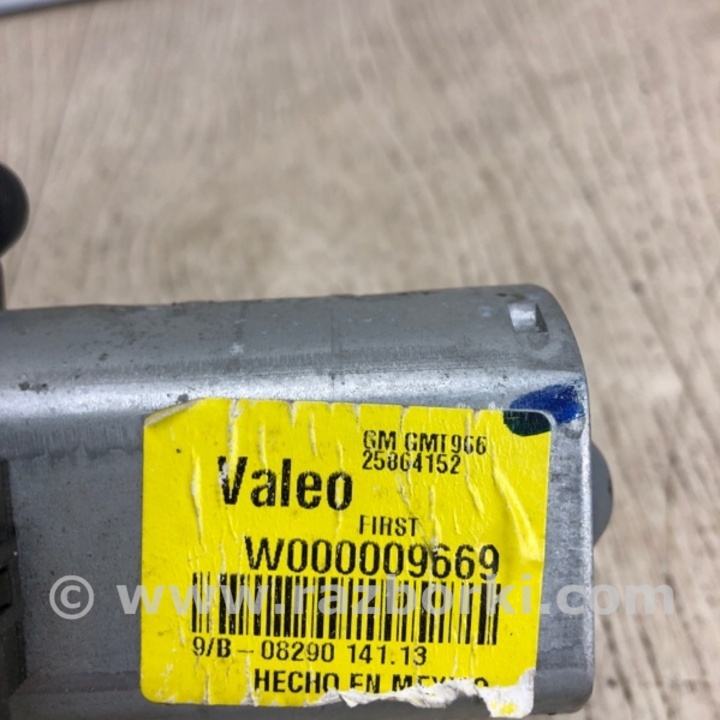 GM GMT966
25864152
Valeo
FIRST
W000009669
© www.razborki.com
9/B-08290 141.13
HECHO EN MEXICO